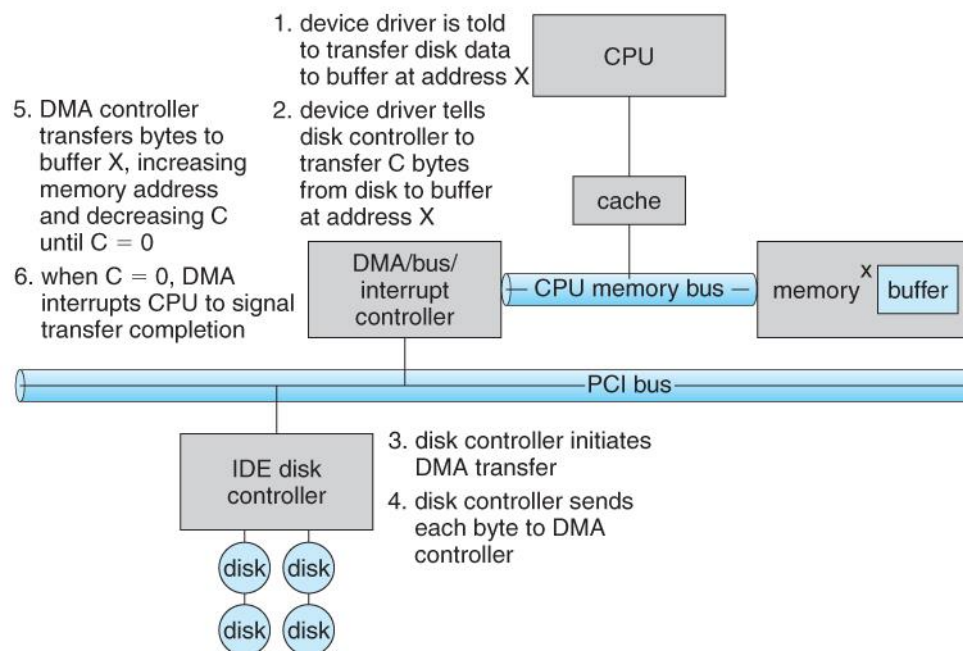 1. device driver is told
to transfer disk data
to buffer at address X
CPU
5. DMA controller
transfers bytes to
buffer X, increasing
memory address
and decreasing C
until C = 0
2. device driver tells
disk controller to
transfer C bytes
from disk to buffer
at address X
cache
6. when C = 0, DMA
interrupts CPU to signal
transfer completion
DMA/bus/
interrupt
controller
CPU memory bus
memory
x
buffer
PCI bus
IDE disk
controller
3. disk controller initiates
DMA transfer
4. disk controller sends
each byte to DMA
controller
disk
disk
disk
disk